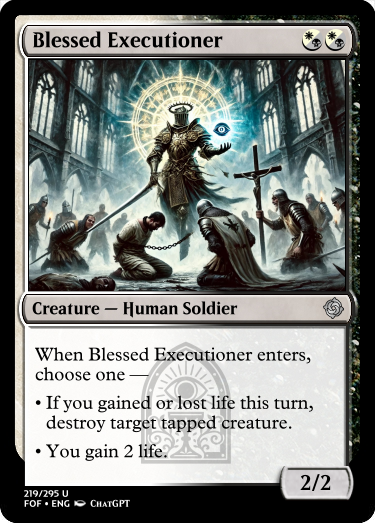 Blessed Executioner
Creature — Human Soldier
When Blessed Executioner enters,
choose one —
• If you gained or lost life this turn,
destroy target tapped creature.
• You gain 2 life.
2/2
219/295 U
FOF • ENG ChatGPT